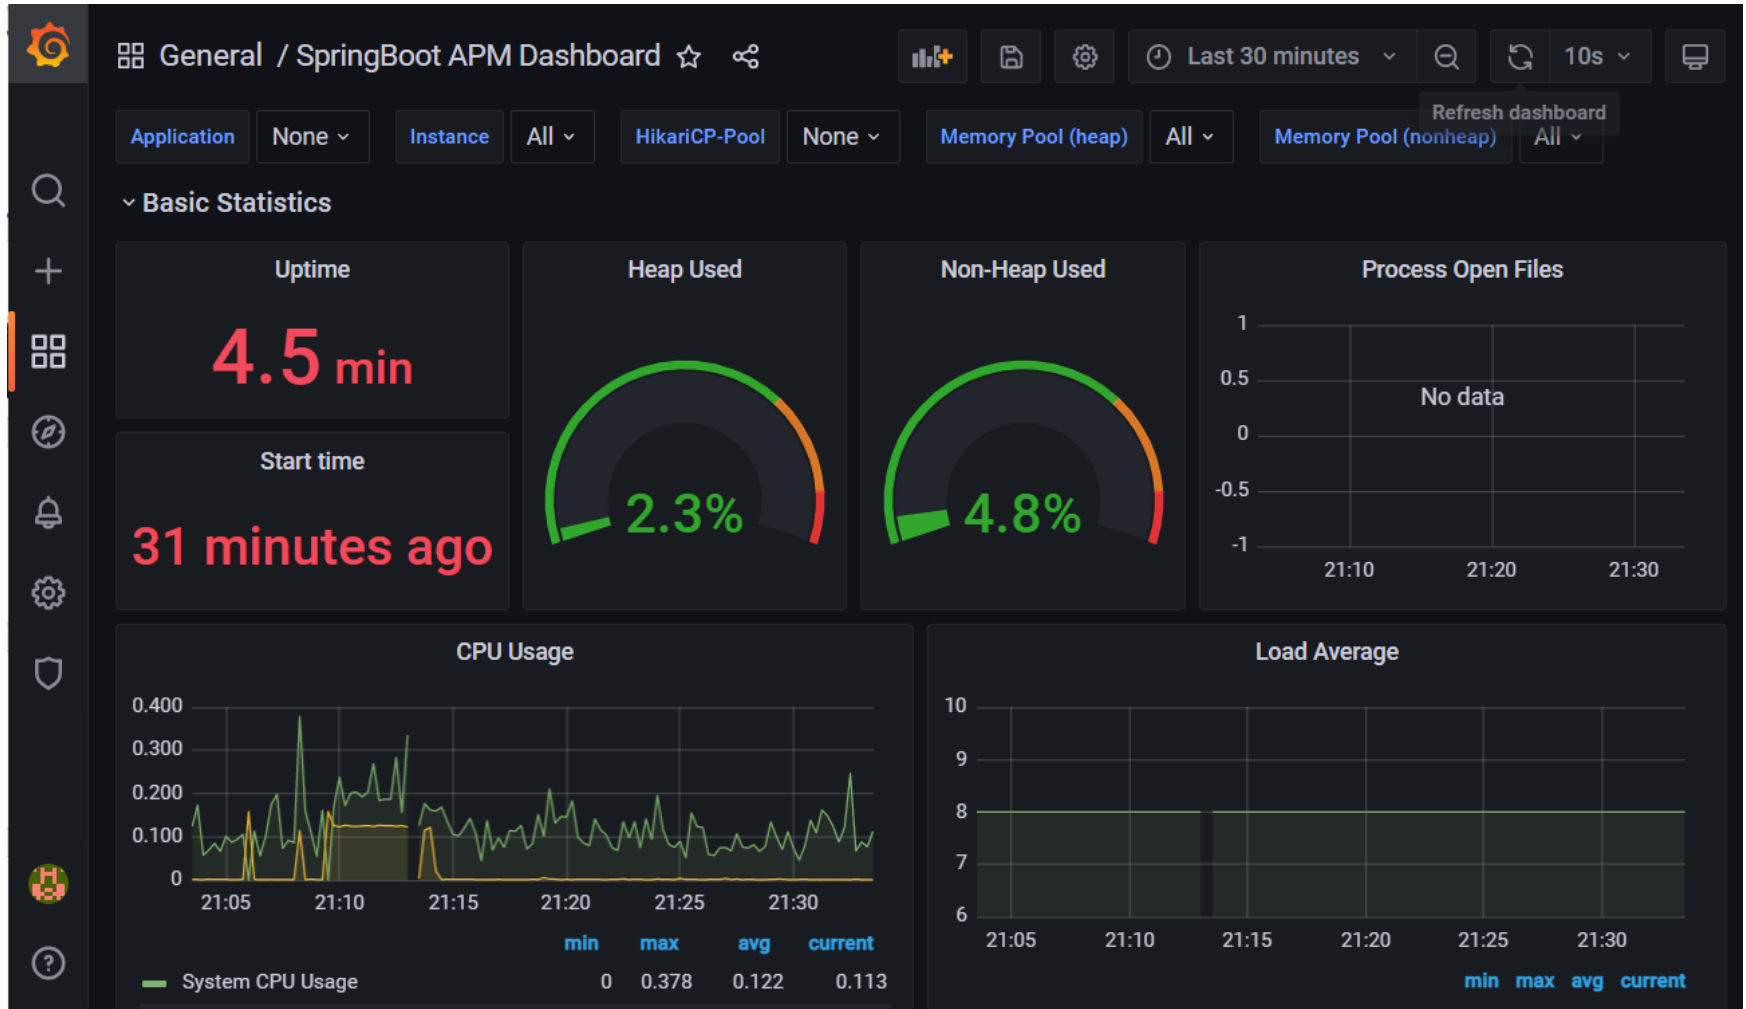 General / SpringBoot APM Dashboard
Last 30 minutes
10s
Refresh dashboard
Application None Instance All HikariCP-Pool None Memory Pool (heap) All Memory Pool (nonheap) All
Basic Statistics
Uptime
4.5 min
Start time
31 minutes ago
Heap Used
2.3%
Non-Heap Used
4.8%
Process Open Files
1
0.5
0
-0.5
-1
No data
21:10 21:20 21:30
CPU Usage
0.400
0.300
0.200
0.100
0
21:05 21:10 21:15 21:20 21:25 21:30
min max avg current
System CPU Usage 0 0.378 0.122 0.113
Load Average
10
9
8
7
6
21:05 21:10 21:15 21:20 21:25 21:30
min max avg current